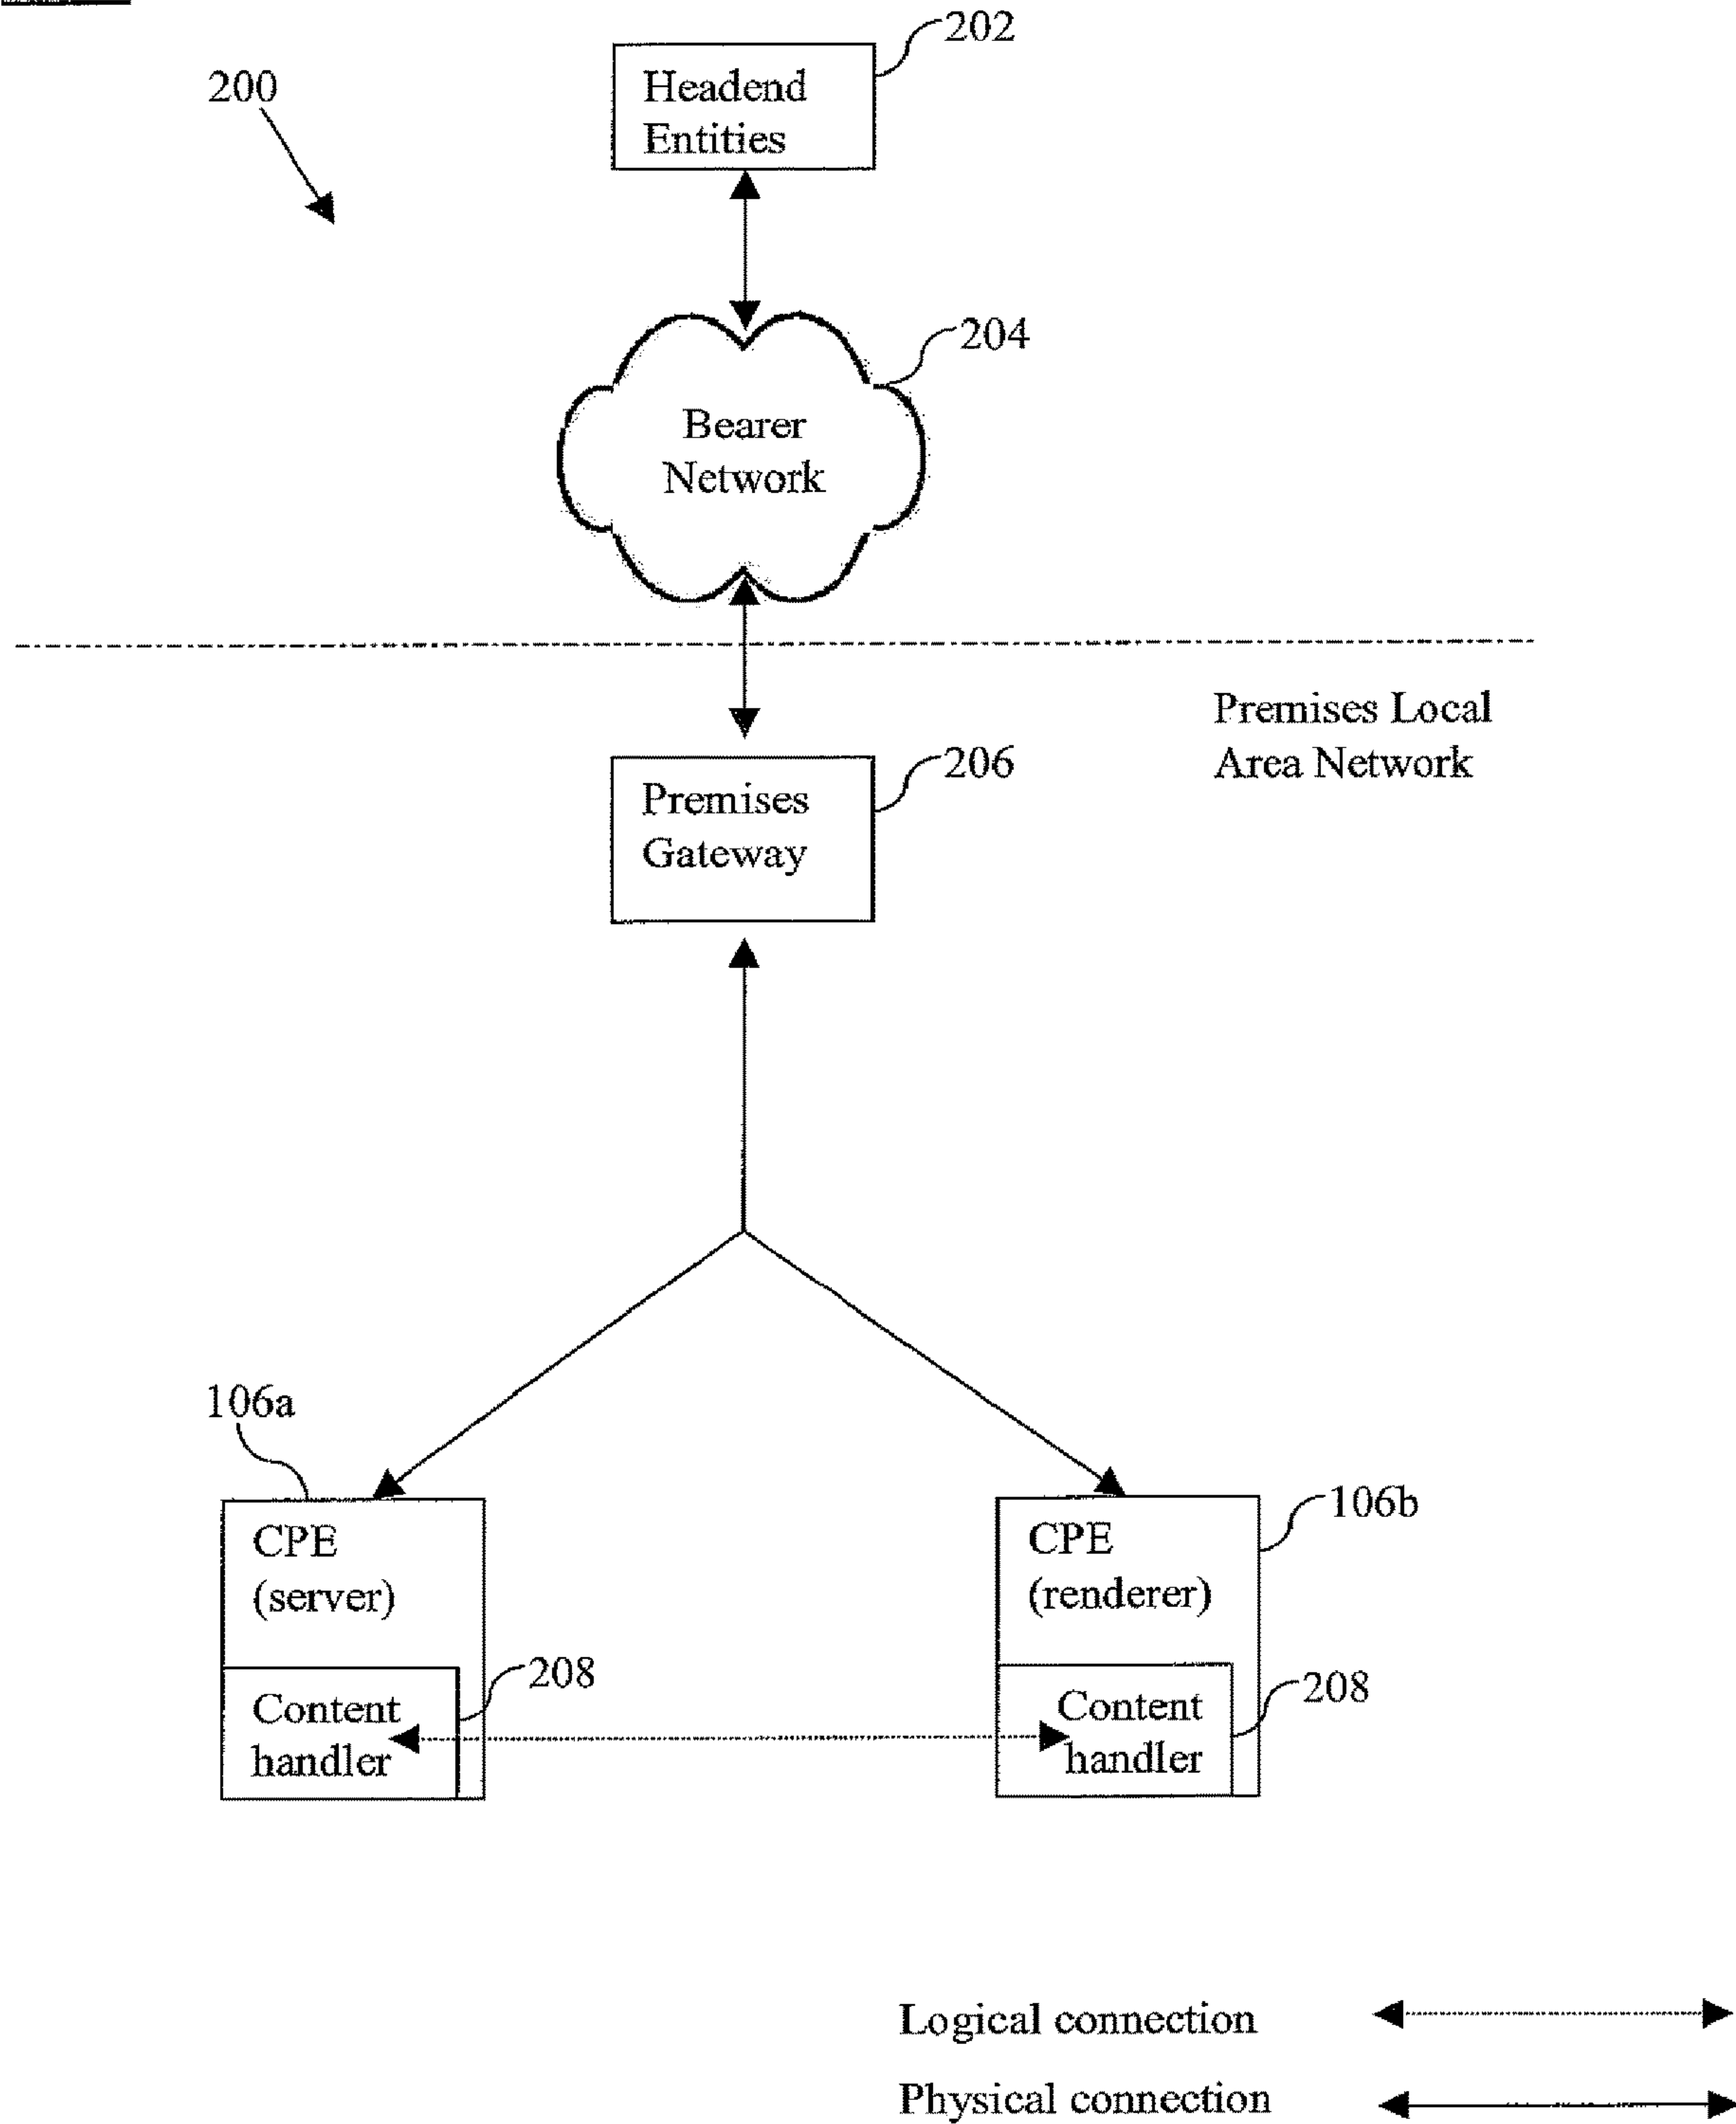 202
200
Headend
Entities
204
Bearer
Network
Premises Local
Area Network
206
Premises
Gateway
106a
106b
CPE
(server)
CPE
(renderer)
208
208
Content
handler
Content
handler
Logical connection
Physical connection